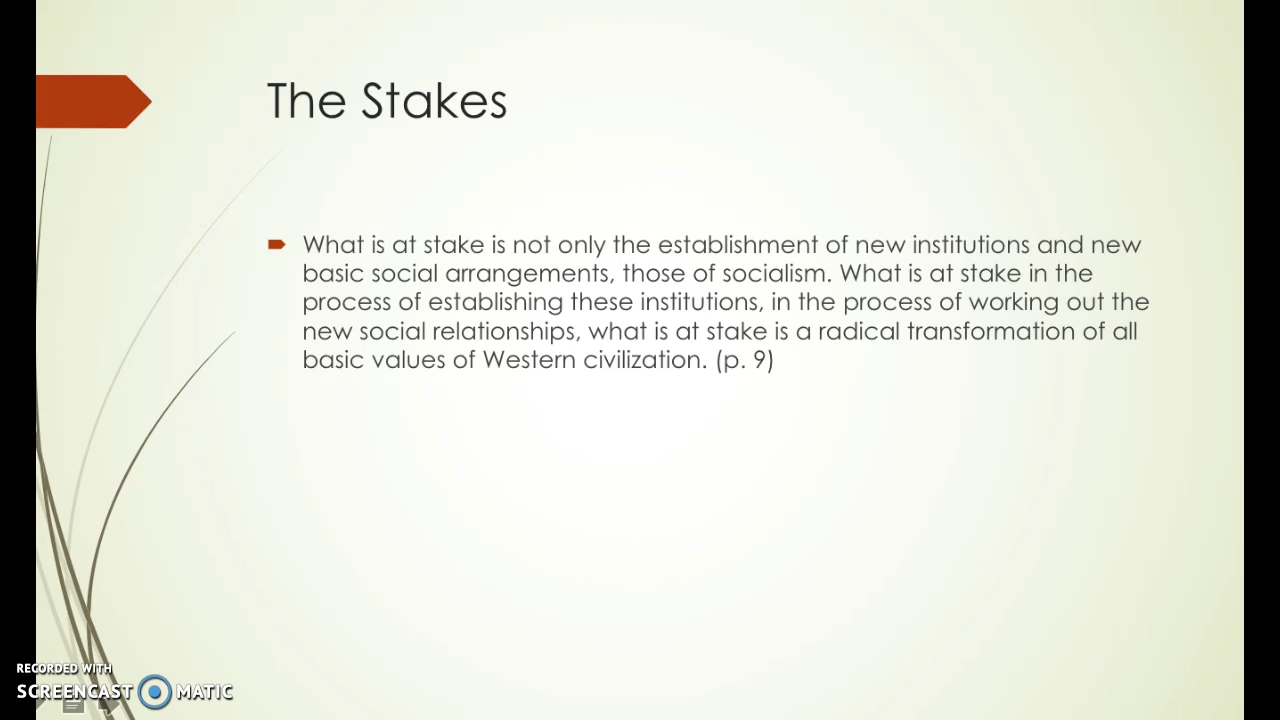 The Stakes
What is at stake is not only the establishment of new institutions and new
basic social arrangements, those of socialism. What is at stake in the
process of establishing these institutions, in the process of working out the
new social relationships, what is at stake is a radical transformation of all
basic values of Western civilization. (p. 9)
RECORDED WITH
SCREENCAST MATIC